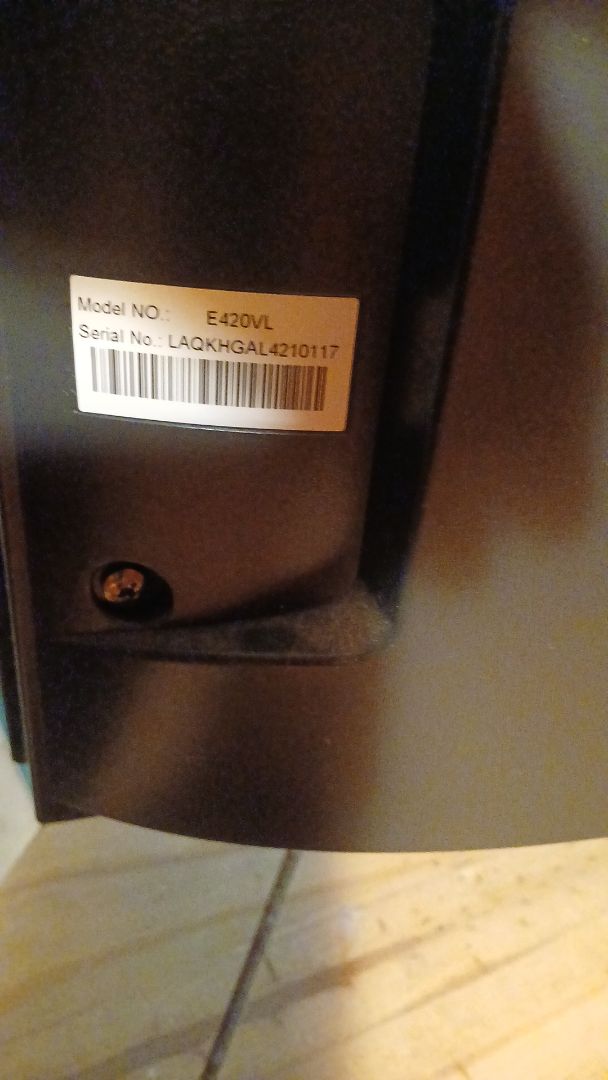 Model NO.: E420VL
Serial No.: LAQKHGAL4210117